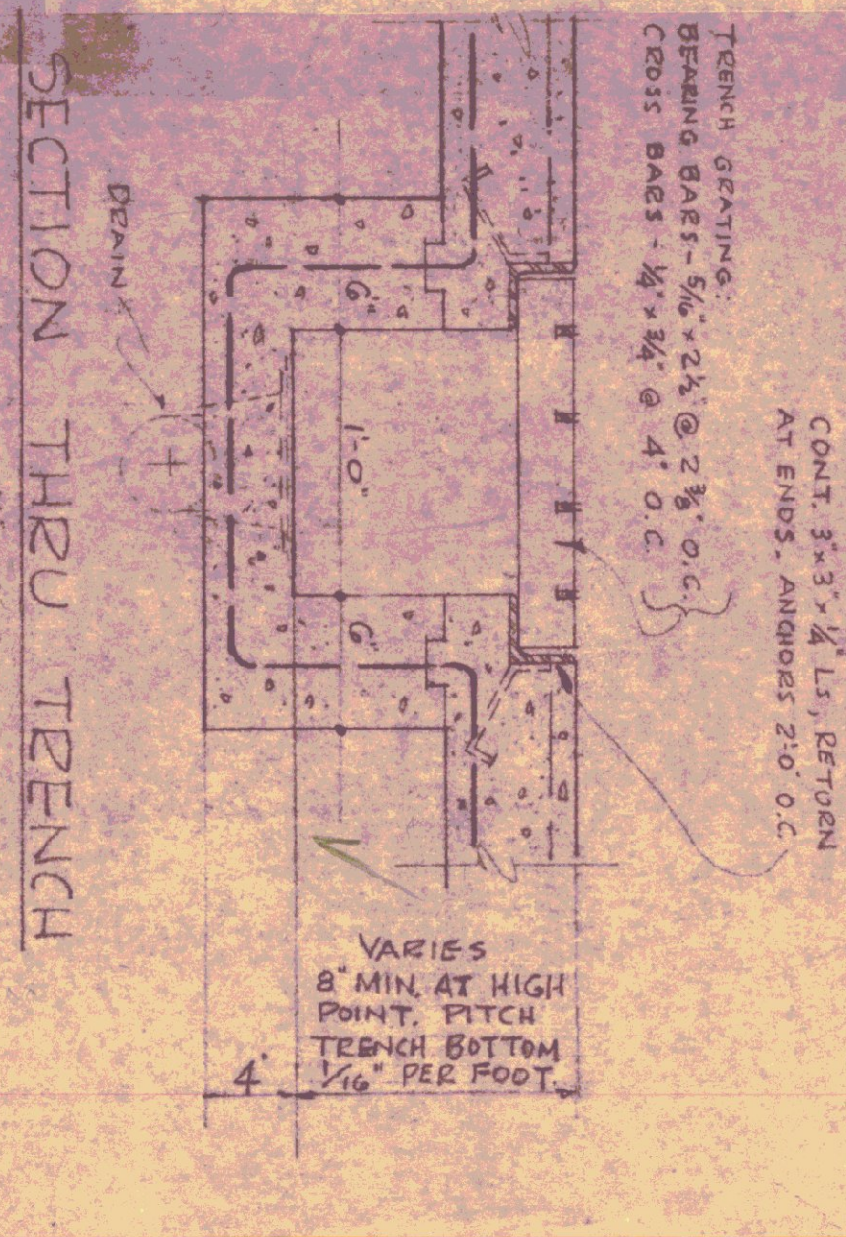 CONT. 3" x 3" x 1/4" LS, RETURN
AT ENDS. ANCHORS 2'-0" O.C.
TRENCH GRATING:
BEARING BARS - 5/16" x 2 1/2" @ 2 3/8" O.C.
CROSS BARS - 1/4" x 3/4" @ 4" O.C.
6"
1'-0"
6"
DRAIN
VARIES
8" MIN. AT HIGH
POINT. PITCH
TRENCH BOTTOM
1/16" PER FOOT.
4"
SECTION THRU TRENCH